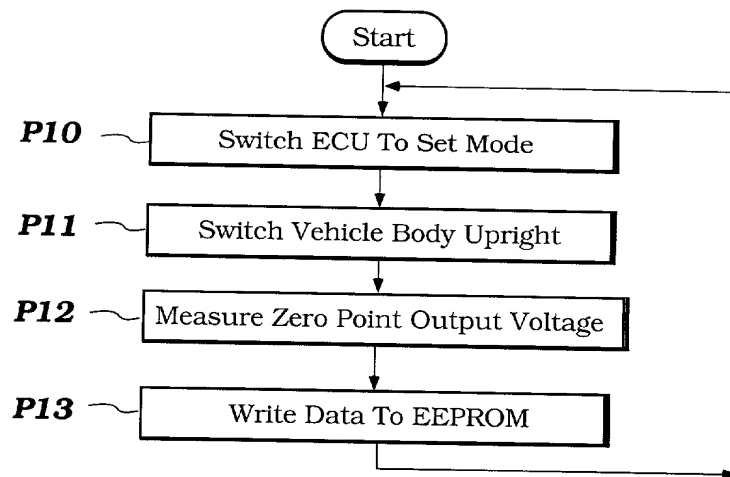 Start
P10 Switch ECU To Set Mode
P11 Switch Vehicle Body Upright
P12 Measure Zero Point Output Voltage
P13 Write Data To EEPROM